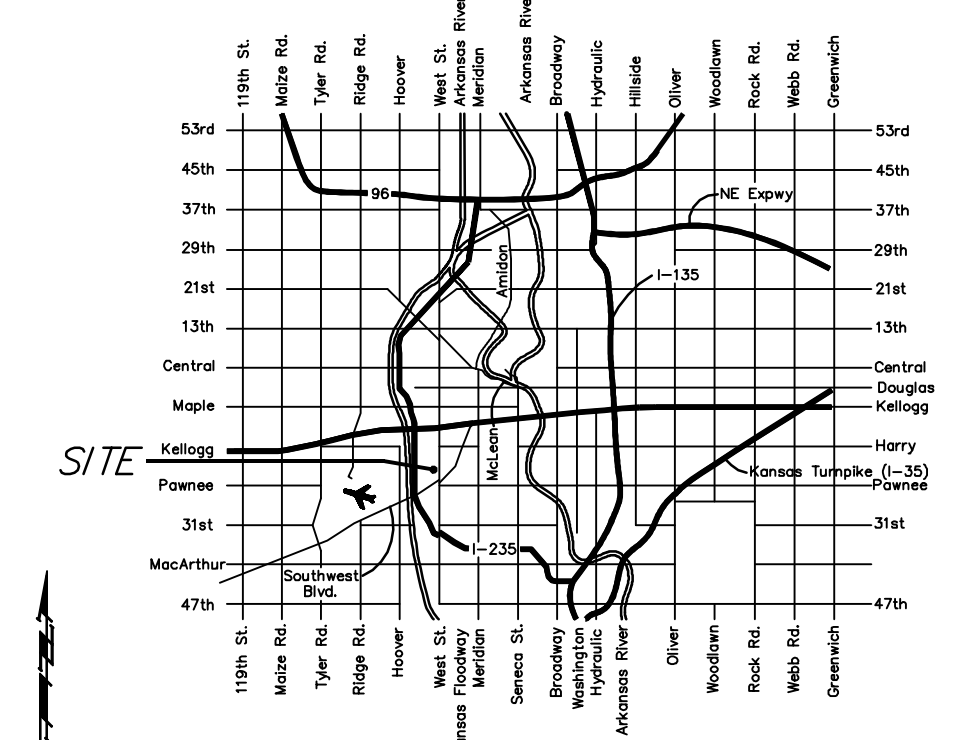 119th St.
Maize Rd.
Tyler Rd.
Ridge Rd.
Hoover
West St.
Arkansas River
Meridian
Arkansas River
Broadway
Hydraulic
Hillside
Oliver
Woodlawn
Rock Rd.
Webb Rd.
Greenwich
53rd
53rd
45th
45th
96
NE Expwy
37th
37th
29th
29th
Amidon
I-135
21st
21st
13th
13th
Central
Central
Douglas
Maple
Kellogg
McLean
Kellogg
Harry
SITE
Kansas Turnpike (I-35)
Pawnee
Pawnee
31st
31st
I-235
MacArthur
Southwest
Blvd.
47th
47th
119th St.
Maize Rd.
Tyler Rd.
Ridge Rd.
Hoover
West St.
nsas Floodway
Meridian
Seneca St.
Broadway
Washington
Hydraulic
Arkansas River
Oliver
Woodlawn
Rock Rd.
Webb Rd.
Greenwich